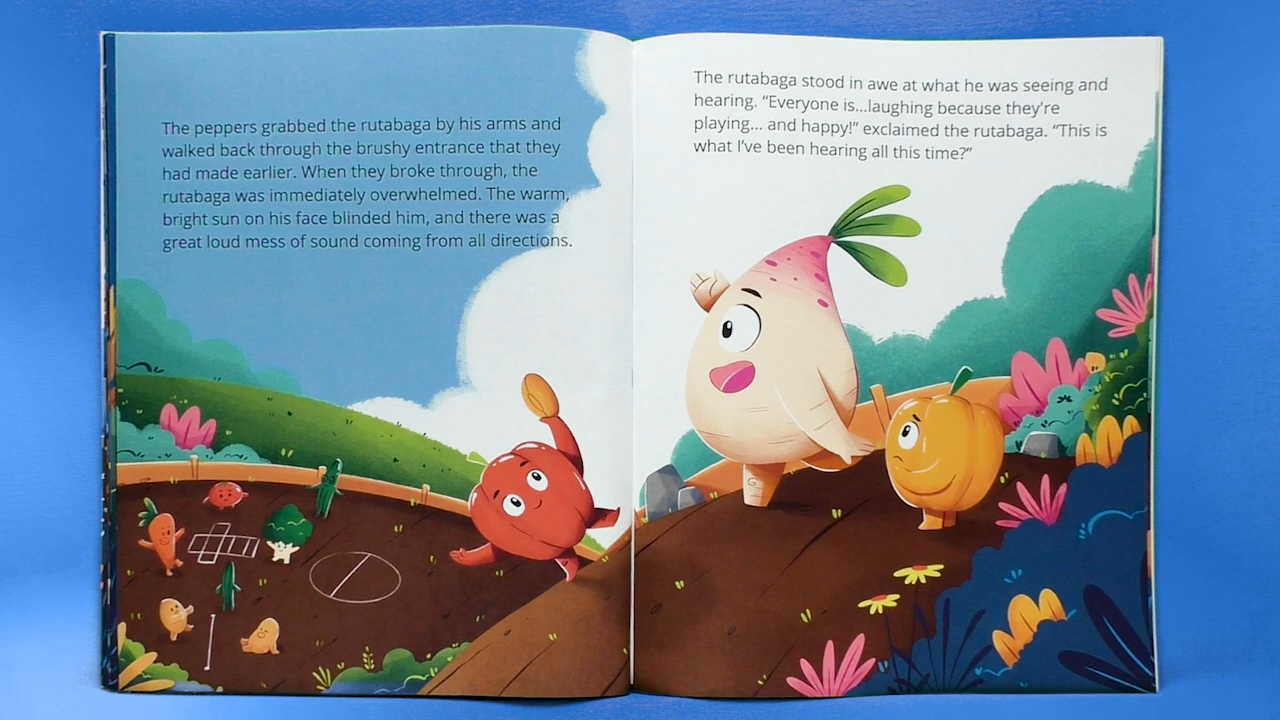 The peppers grabbed the rutabaga by his arms and
walked back through the brushy entrance that they
had made earlier. When they broke through, the
rutabaga was immediately overwhelmed. The warm,
bright sun on his face blinded him, and there was a
great loud mess of sound coming from all directions.
The rutabaga stood in awe at what he was seeing and
hearing. “Everyone is...laughing because they're
playing... and happy!” exclaimed the rutabaga. “This is
what I’ve been hearing all this time?”